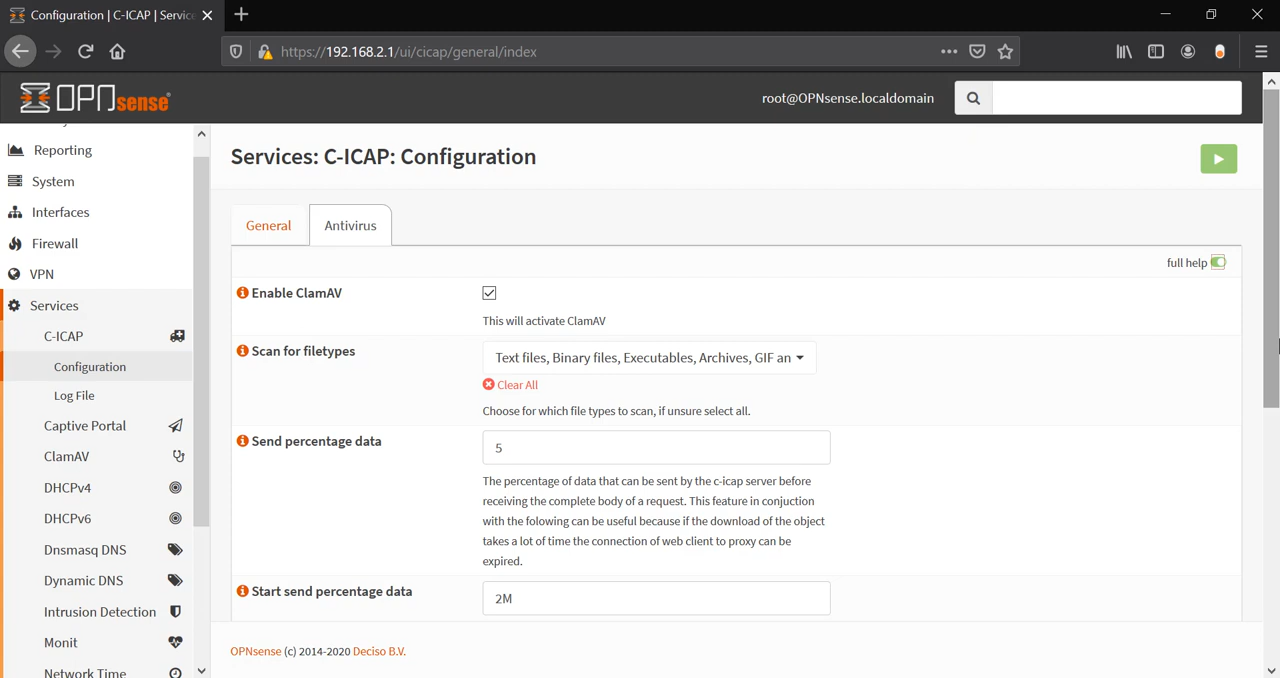 Configuration | C-ICAP | Service
https://192.168.2.1/ui/cicap/general/index
OPNsense
root@OPNsense.localdomain
Reporting
System
Interfaces
Firewall
VPN
Services
C-ICAP
Configuration
Log File
Captive Portal
ClamAV
DHCPv4
DHCPv6
Dnsmasq DNS
Dynamic DNS
Intrusion Detection
Monit
Network Time
Services: C-ICAP: Configuration
General
Antivirus
full help
Enable ClamAV
This will activate ClamAV
Scan for filetypes
Text files, Binary files, Executables, Archives, GIF an
Clear All
Choose for which file types to scan, if unsure select all.
Send percentage data
5
The percentage of data that can be sent by the c-icap server before
receiving the complete body of a request. This feature in conjuction
with the folowing can be useful because if the download of the object
takes a lot of time the connection of web client to proxy can be
expired.
Start send percentage data
2M
OPNsense (c) 2014-2020 Deciso B.V.